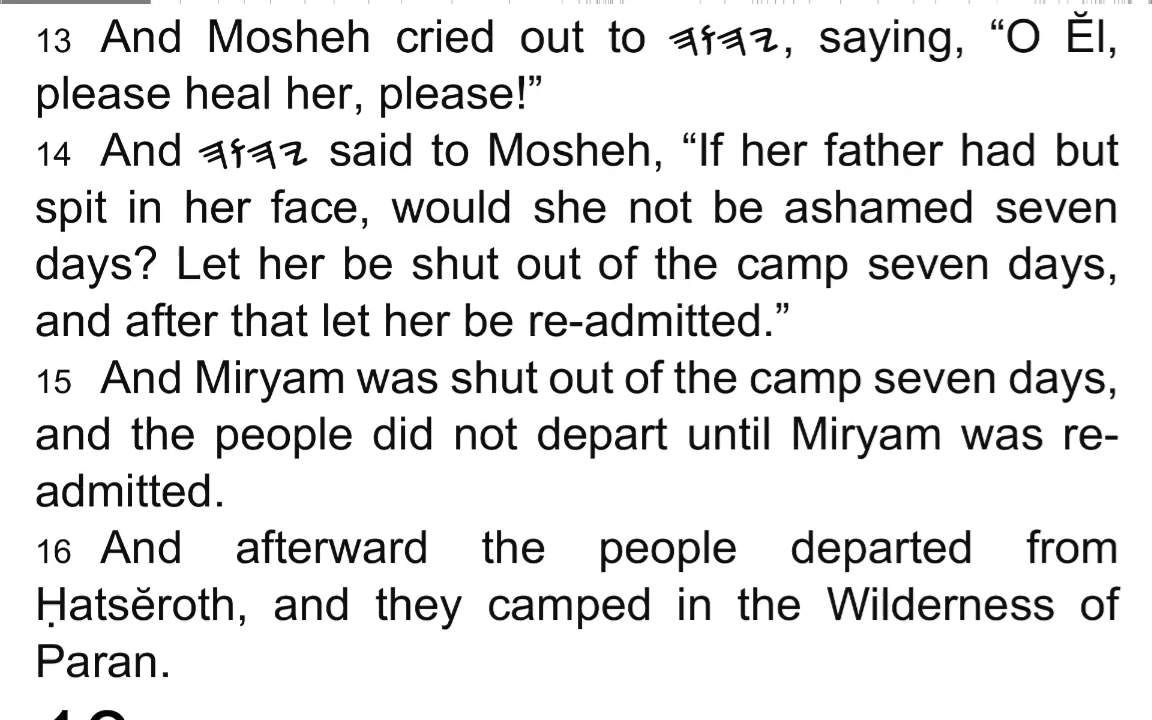 13 And Mosheh cried out to 𐤉𐤄𐤅𐤄, saying, “O Ĕl,
please heal her, please!”
14 And 𐤉𐤄𐤅𐤄 said to Mosheh, “If her father had but
spit in her face, would she not be ashamed seven
days? Let her be shut out of the camp seven days,
and after that let her be re-admitted.”
15 And Miryam was shut out of the camp seven days,
and the people did not depart until Miryam was re-
admitted.
16 And afterward the people departed from
Ḥatsĕroth, and they camped in the Wilderness of
Paran.